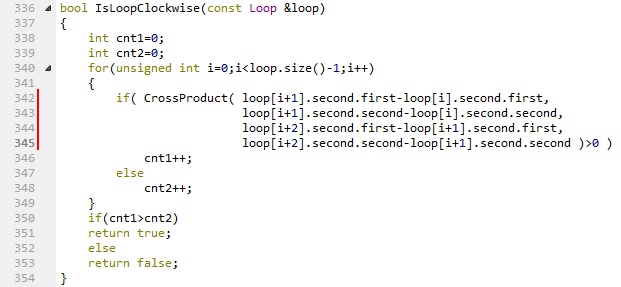 336 bool IsLoopClockwise(const Loop &loop)
337 {
338     int cnt1=0;
339     int cnt2=0;
340     for(unsigned int i=0;i<loop.size()-1;i++)
341     {
342         if( CrossProduct( loop[i+1].second.first-loop[i].second.first,
343                           loop[i+1].second.second-loop[i].second.second,
344                           loop[i+2].second.first-loop[i+1].second.first,
345                           loop[i+2].second.second-loop[i+1].second.second )>0 )
346             cnt1++;
347         else
348             cnt2++;
349     }
350     if(cnt1>cnt2)
351     return true;
352     else
353     return false;
354 }